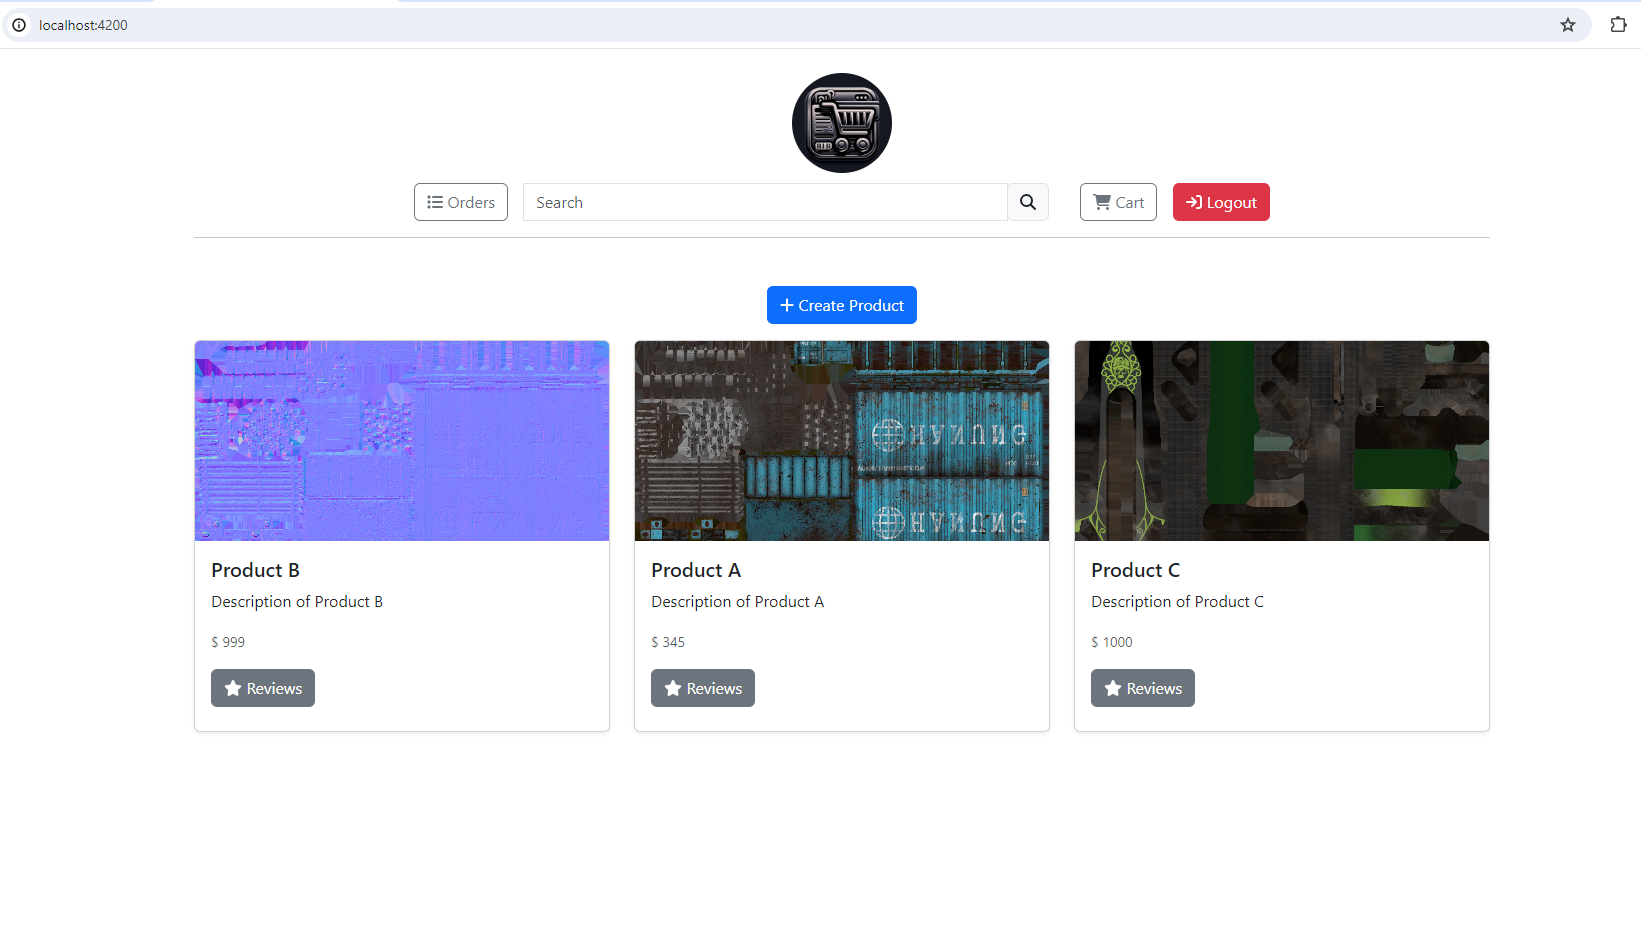 localhost:4200
Orders
Search
Cart
Logout
Create Product
Product B
Description of Product B
$ 999
Reviews
Product A
Description of Product A
$ 345
Reviews
Product C
Description of Product C
$ 1000
Reviews